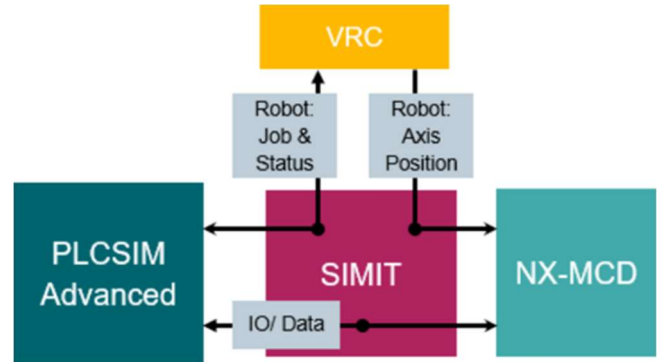 VRC
Robot:
Job &
Status
Robot:
Axis
Position
PLCSIM
Advanced
SIMIT
NX-MCD
IO/ Data